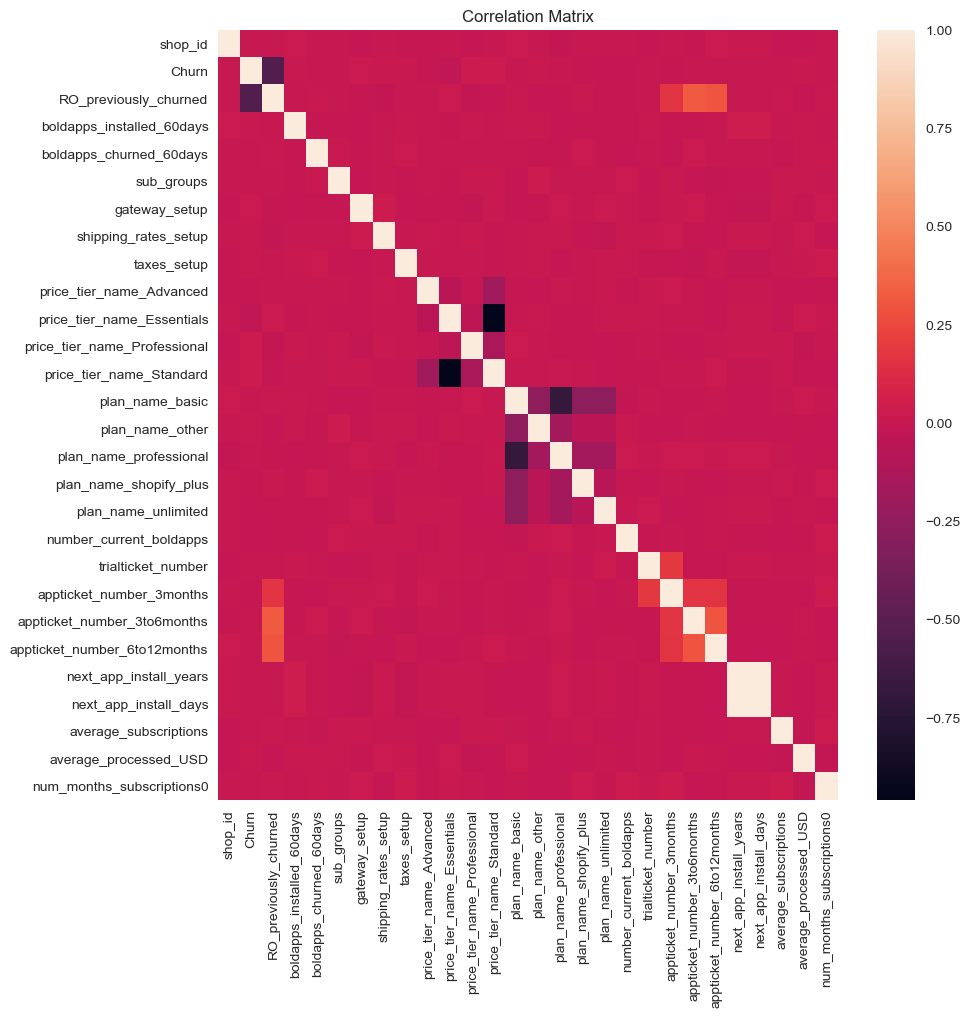 Correlation Matrix
shop_id
Churn
RO_previously_churned
boldapps_installed_60days
boldapps_churned_60days
sub_groups
gateway_setup
shipping_rates_setup
taxes_setup
price_tier_name_Advanced
price_tier_name_Essentials
price_tier_name_Professional
price_tier_name_Standard
plan_name_basic
plan_name_other
plan_name_professional
plan_name_shopify_plus
plan_name_unlimited
number_current_boldapps
trialticket_number
appticket_number_3months
appticket_number_3to6months
appticket_number_6to12months
next_app_install_years
next_app_install_days
average_subscriptions
average_processed_USD
num_months_subscriptions0
shop_id
Churn
RO_previously_churned
boldapps_installed_60days
boldapps_churned_60days
sub_groups
gateway_setup
shipping_rates_setup
taxes_setup
price_tier_name_Advanced
price_tier_name_Essentials
price_tier_name_Professional
price_tier_name_Standard
plan_name_basic
plan_name_other
plan_name_professional
plan_name_shopify_plus
plan_name_unlimited
number_current_boldapps
trialticket_number
appticket_number_3months
appticket_number_3to6months
appticket_number_6to12months
next_app_install_years
next_app_install_days
average_subscriptions
average_processed_USD
num_months_subscriptions0
1.00
0.75
0.50
0.25
0.00
−0.25
−0.50
−0.75